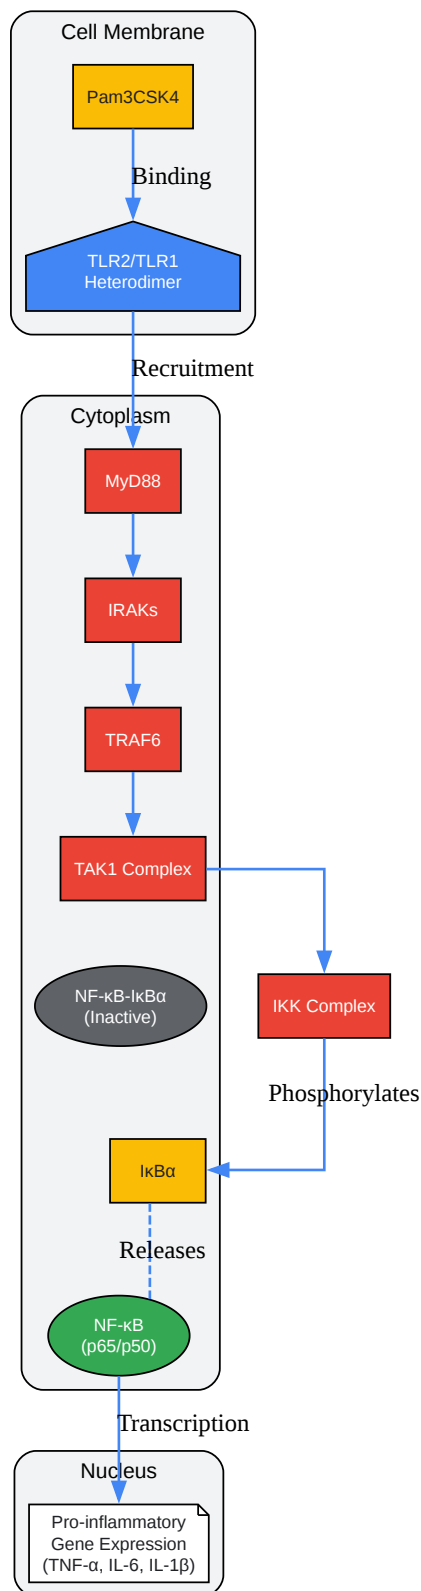 Cell Membrane
Pam3CSK4
Binding
TLR2/TLR1
Heterodimer
Recruitment
Cytoplasm
MyD88
IRAKs
TRAF6
TAK1 Complex
NF-κB-IκBα
(Inactive)
IKK Complex
Phosphorylates
IκBα
Releases
NF-κB
(p65/p50)
Transcription
Nucleus
Pro-inflammatory
Gene Expression
(TNF-α, IL-6, IL-1β)